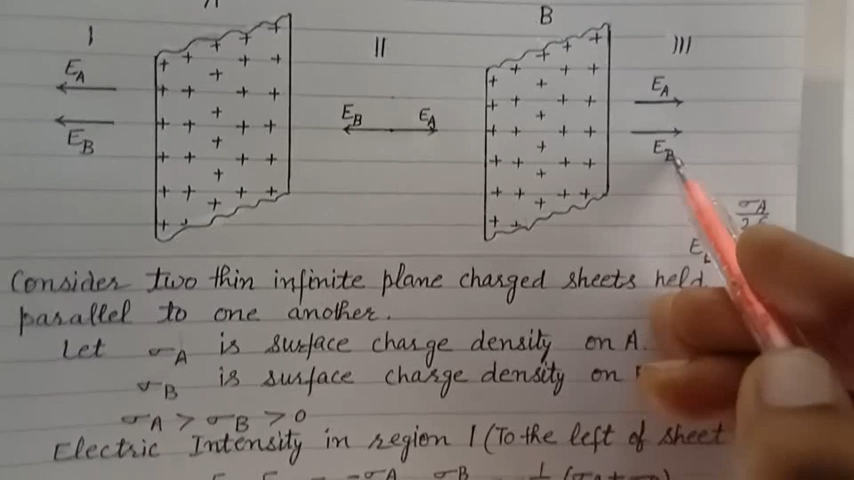 A
B
I
II
III
E_A
E_B
E_B
E_A
E_A
E_B
σ_A
Consider two thin infinite plane charged sheets held
parallel to one another.
Let σ_A is surface charge density on A.
σ_B is surface charge density on
σ_A > σ_B > 0
Electric Intensity in region I (To the left of sheet